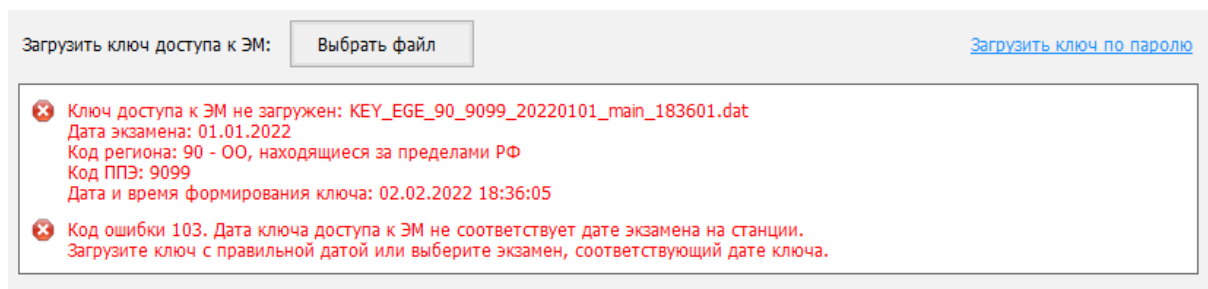 Загрузить ключ доступа к ЭМ: Выбрать файл Загрузить ключ по паролю
Ключ доступа к ЭМ не загружен: KEY_EGE_90_9099_20220101_main_183601.dat
Дата экзамена: 01.01.2022
Код региона: 90 - ОО, находящиеся за пределами РФ
Код ППЭ: 9099
Дата и время формирования ключа: 02.02.2022 18:36:05
Код ошибки 103. Дата ключа доступа к ЭМ не соответствует дате экзамена на станции.
Загрузите ключ с правильной датой или выберите экзамен, соответствующий дате ключа.